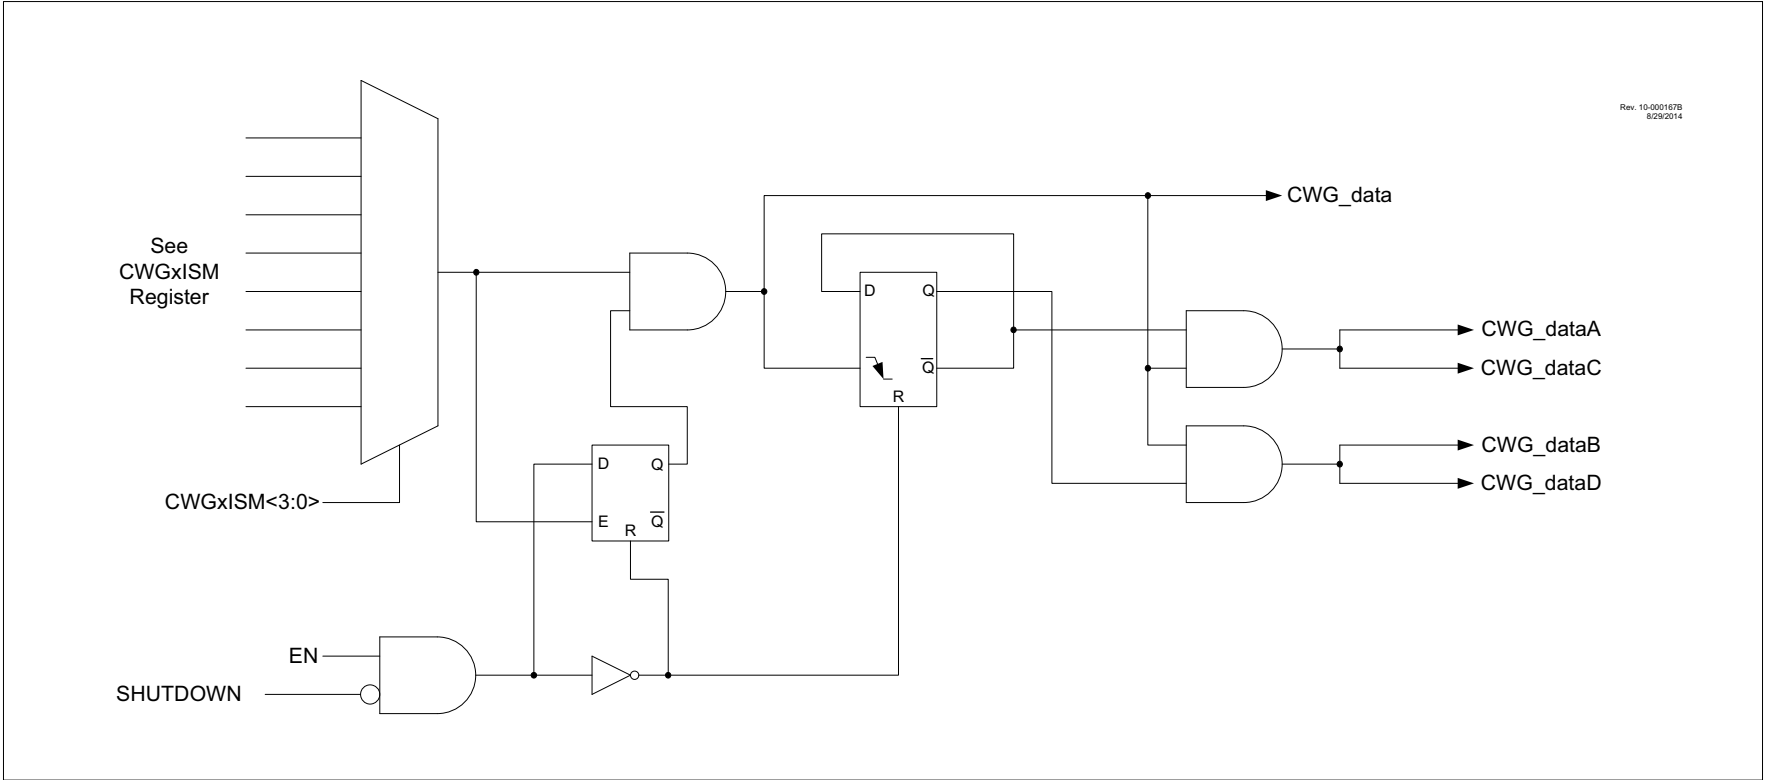 Rev. 10-000167B
8/29/2014
CWG_data
See
CWGxISM
Register
D
Q
Q̅
R
CWG_dataA
CWG_dataC
CWG_dataB
CWG_dataD
D
Q
E
R
Q̅
CWGxISM<3:0>
EN
SHUTDOWN